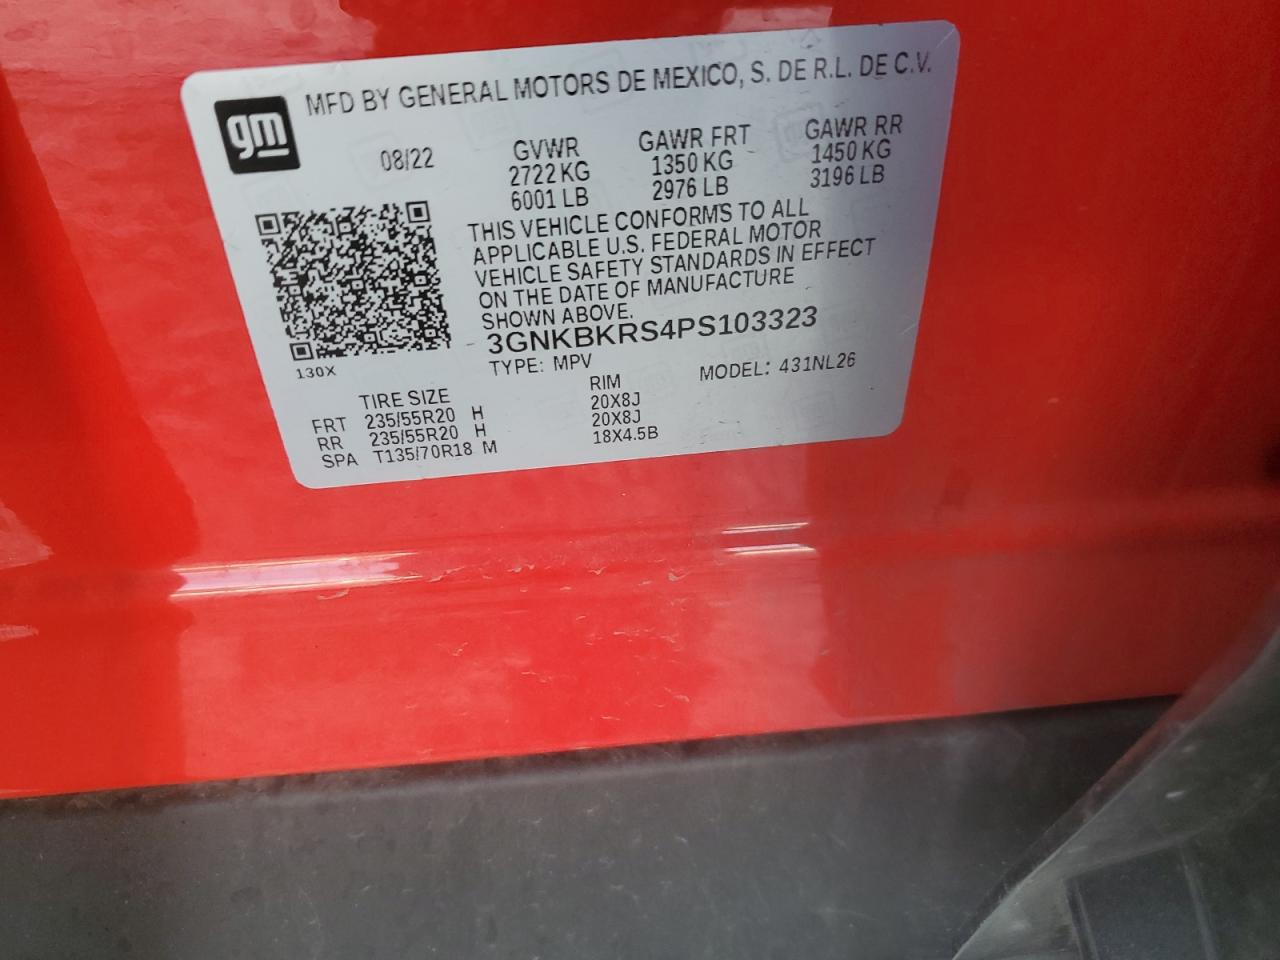 MFD BY GENERAL MOTORS DE MEXICO, S. DE R.L. DE C.V.
gm
08/22
GVWR GAWR FRT GAWR RR
2722 KG 1350 KG 1450 KG
6001 LB 2976 LB 3196 LB
THIS VEHICLE CONFORMS TO ALL
APPLICABLE U.S. FEDERAL MOTOR
VEHICLE SAFETY STANDARDS IN EFFECT
ON THE DATE OF MANUFACTURE
SHOWN ABOVE.
3GNKBKRS4PS103323
130X
TYPE: MPV MODEL: 431NL26
TIRE SIZE RIM
FRT 235/55R20 H 20X8J
RR 235/55R20 H 20X8J
SPA T135/70R18 M 18X4.5B